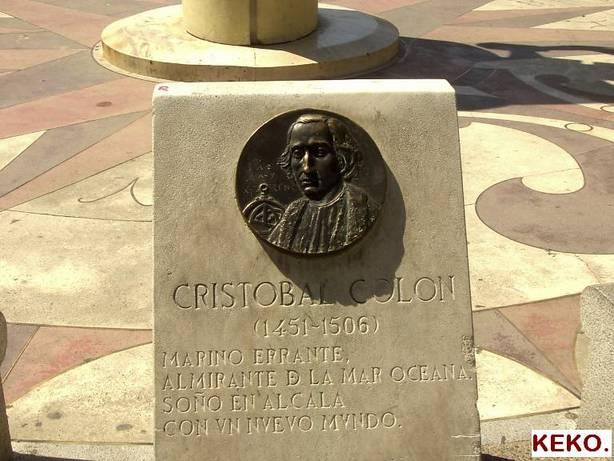 CRISTOBAL COLON
(1451-1506)
MARINO ERRANTE,
ALMIRANTE D LA MAR OCEANA.
SOÑO EN ALCALA
CON VN NVEVO MVNDO.
KEKO.